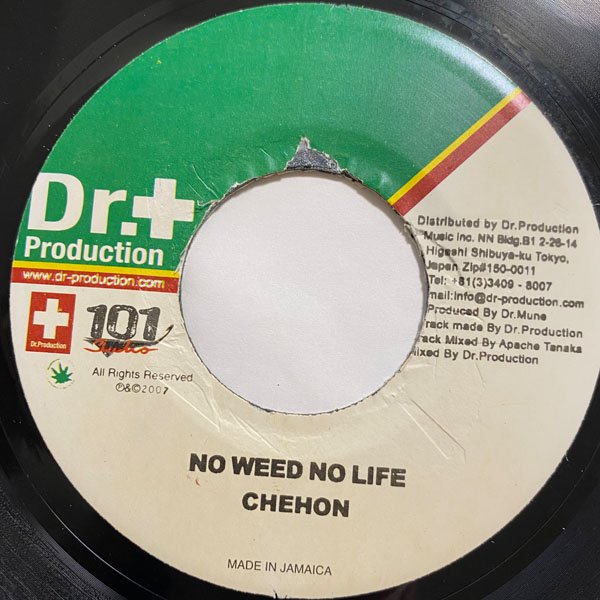 Dr.+
Production
www.dr-production.com
Dr.Production
101
Studio
All Rights Reserved
℗&©2007
Distributed by Dr.Production
Music Inc. NN Bldg.B1 2-26-14
Higashi Shibuya-ku Tokyo,
Japan Zip#150-0011
Tel: +81(3)3409 - 8007
mail:info@dr-production.com
Produced By Dr.Mune
rack made By Dr.Production
rack Mixed By Apache Tanaka
ixed By Dr.Production
NO WEED NO LIFE
CHEHON
MADE IN JAMAICA